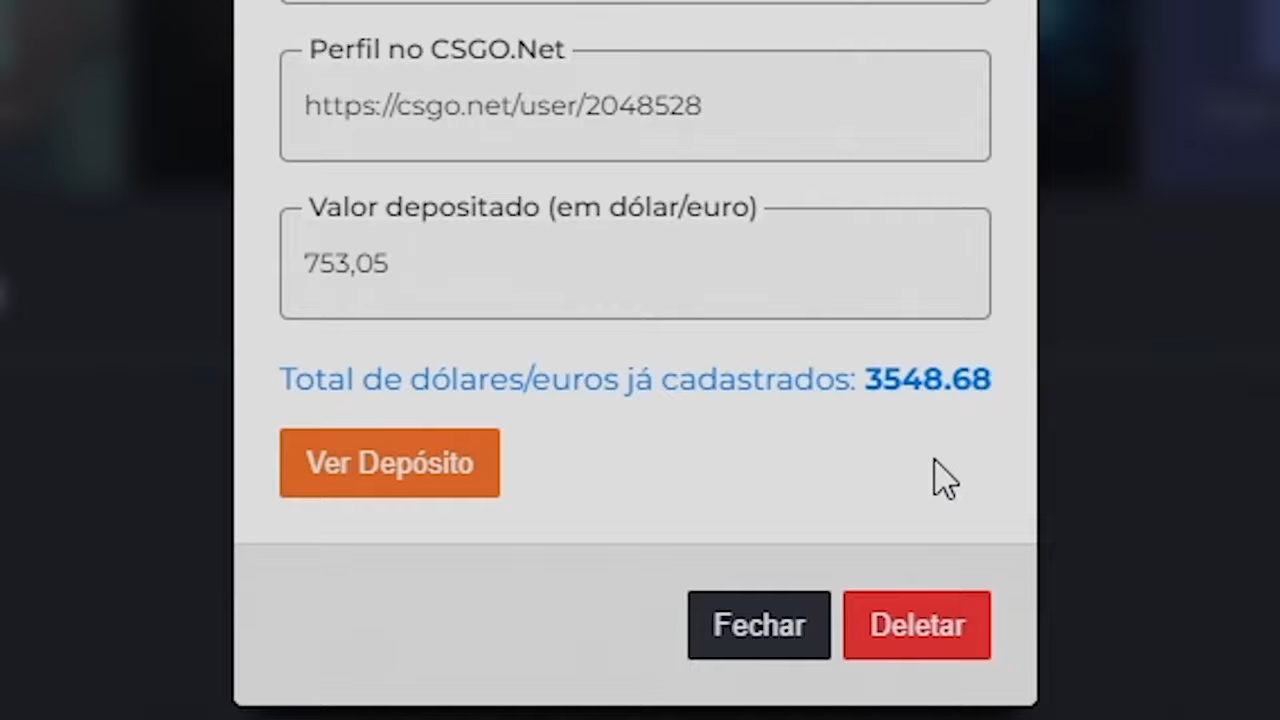 Perfil no CSGO.Net
https://csgo.net/user/2048528
Valor depositado (em dólar/euro)
753,05
Total de dólares/euros já cadastrados: 3548.68
Ver Depósito
Fechar Deletar